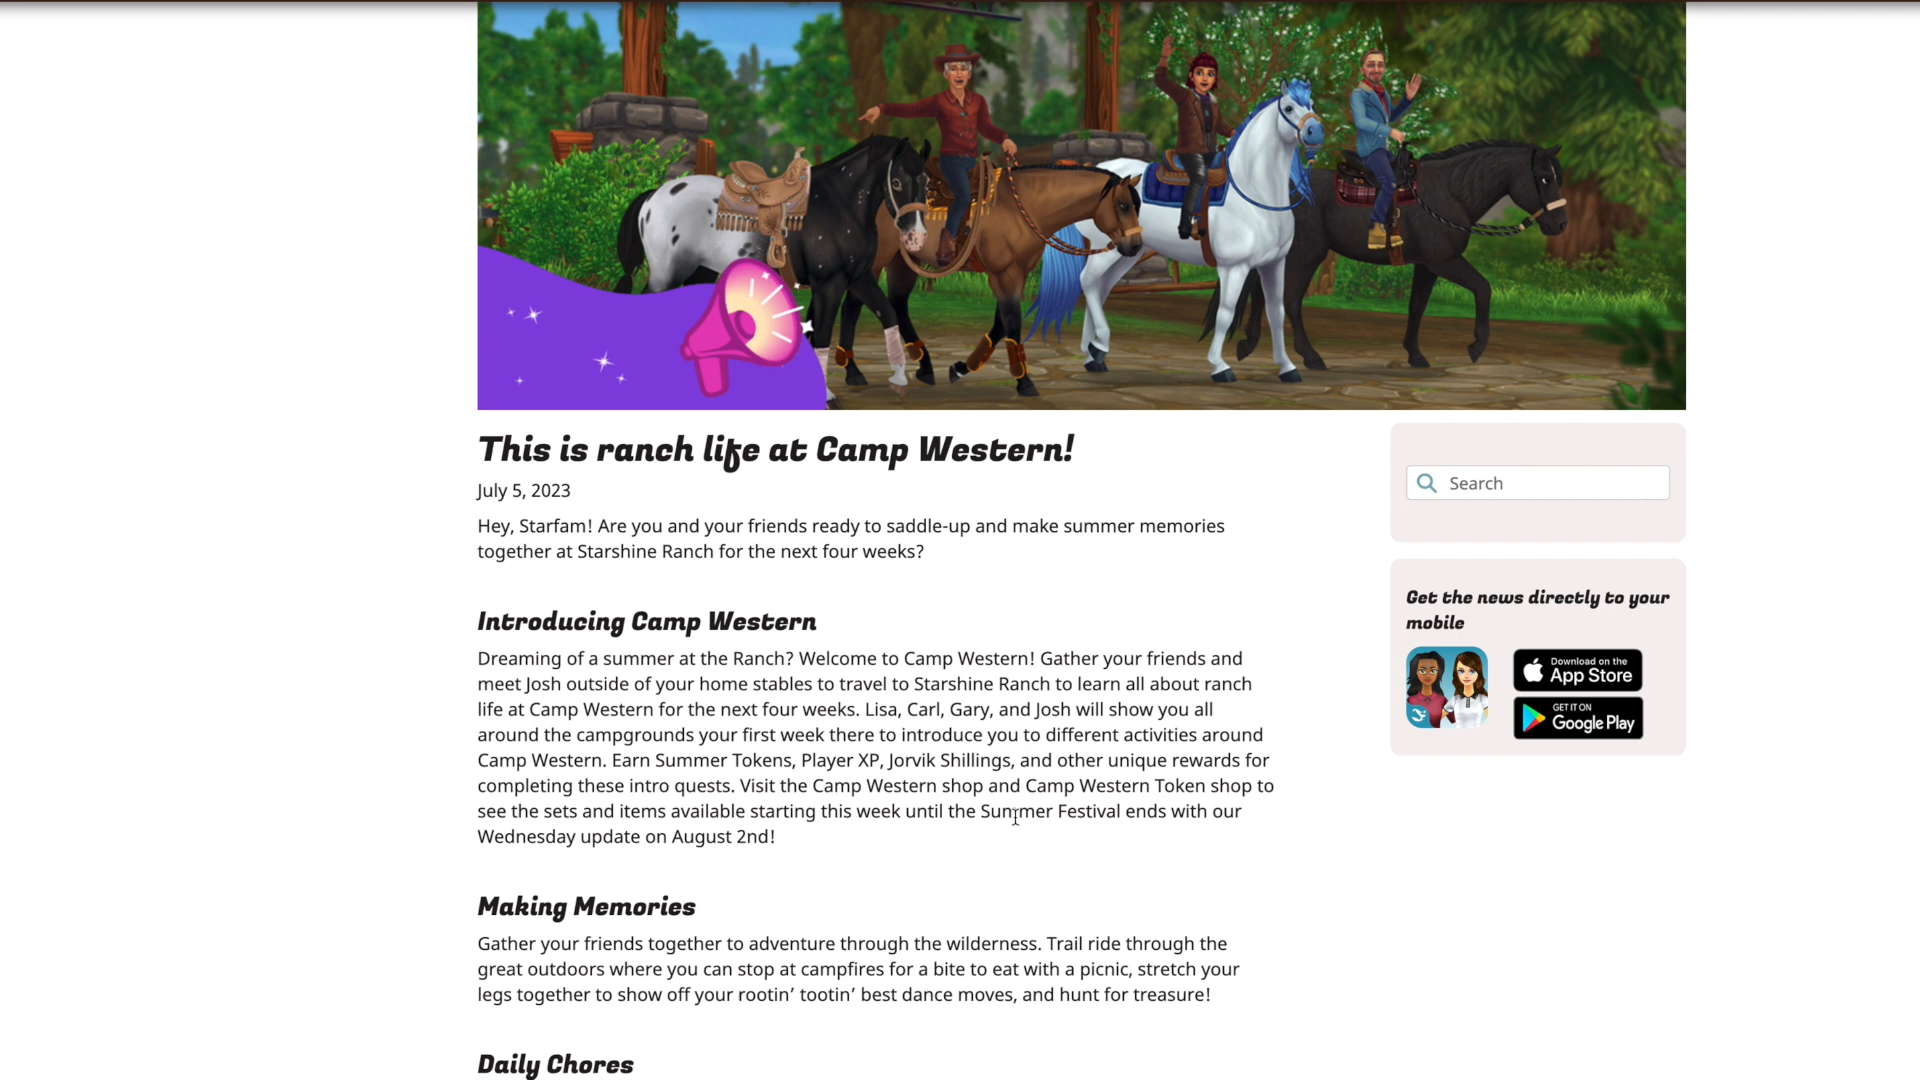 This is ranch life at Camp Western!
July 5, 2023
Hey, Starfam! Are you and your friends ready to saddle-up and make summer memories
together at Starshine Ranch for the next four weeks?
Introducing Camp Western
Dreaming of a summer at the Ranch? Welcome to Camp Western! Gather your friends and
meet Josh outside of your home stables to travel to Starshine Ranch to learn all about ranch
life at Camp Western for the next four weeks. Lisa, Carl, Gary, and Josh will show you all
around the campgrounds your first week there to introduce you to different activities around
Camp Western. Earn Summer Tokens, Player XP, Jorvik Shillings, and other unique rewards for
completing these intro quests. Visit the Camp Western shop and Camp Western Token shop to
see the sets and items available starting this week until the Summer Festival ends with our
Wednesday update on August 2nd!
Making Memories
Gather your friends together to adventure through the wilderness. Trail ride through the
great outdoors where you can stop at campfires for a bite to eat with a picnic, stretch your
legs together to show off your rootin’ tootin’ best dance moves, and hunt for treasure!
Daily Chores
Search
Get the news directly to your
mobile
Download on the
App Store
GET IT ON
Google Play